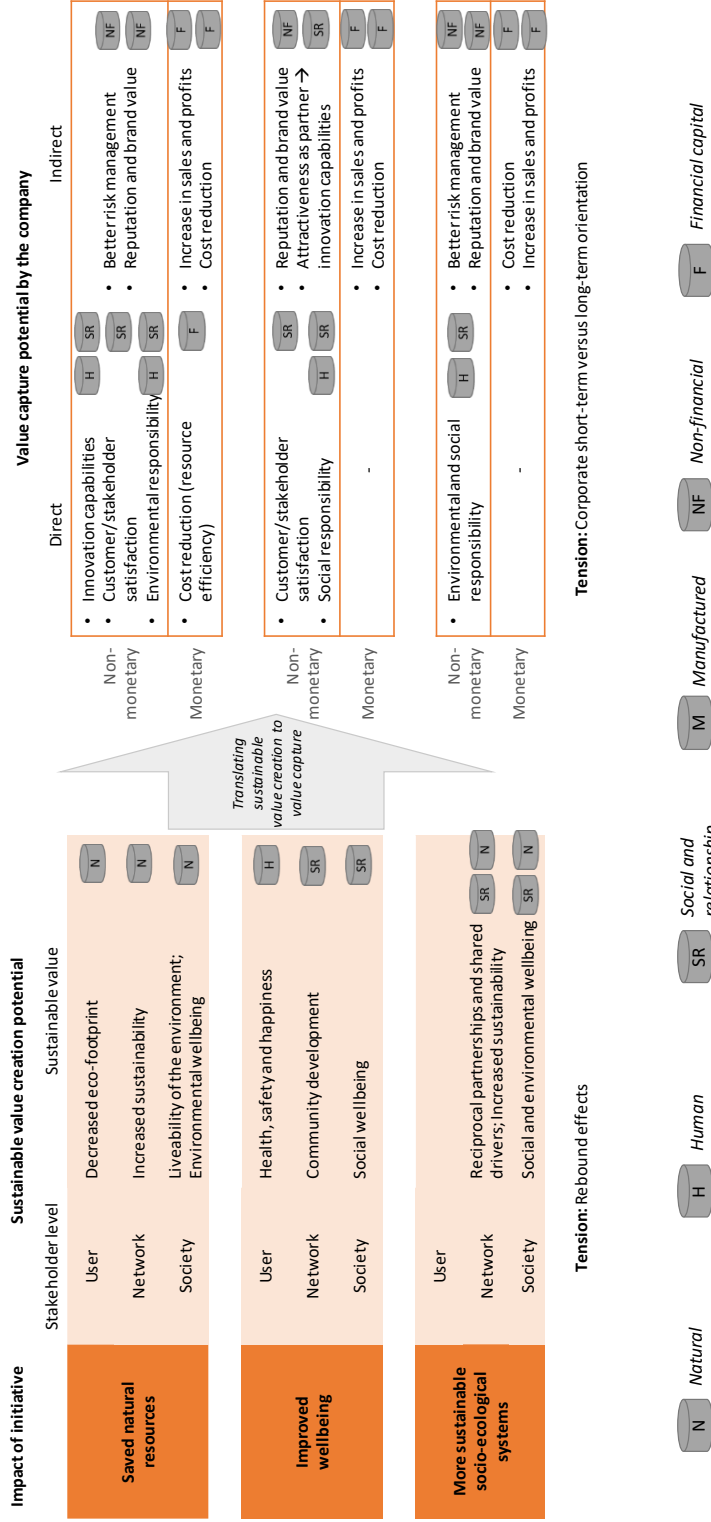 Impact of initiative
Sustainable value creation potential
Value capture potential by the company
Stakeholder level
Sustainable value
Direct
Indirect
Saved natural
resources
User
Decreased eco-footprint
N
Network
Increased sustainability
N
Society
Liveability of the environment;
Environmental wellbeing
N
Non-
monetary
• Innovation capabilities
H
SR
• Customer/stakeholder
satisfaction
SR
• Environmental responsibility
H
SR
• Better risk management
NF
• Reputation and brand value
NF
Monetary
• Cost reduction (resource
efficiency)
F
• Increase in sales and profits
F
• Cost reduction
F
Translating
sustainable
value creation to
value capture
Improved
wellbeing
User
Health, safety and happiness
H
Network
Community development
SR
Society
Social wellbeing
SR
Non-
monetary
• Customer/stakeholder
satisfaction
SR
• Social responsibility
H
SR
• Reputation and brand value
NF
• Attractiveness as partner →
innovation capabilities
SR
Monetary
-
• Increase in sales and profits
F
• Cost reduction
F
More sustainable
socio-ecological
systems
User
Network
Reciprocal partnerships and shared
drivers; Increased sustainability
SR
N
Society
Social and environmental wellbeing
SR
N
Non-
monetary
• Environmental and social
responsibility
H
SR
• Better risk management
NF
• Reputation and brand value
NF
Monetary
-
• Cost reduction
F
• Increase in sales and profits
F
Tension: Rebound effects
Tension: Corporate short-term versus long-term orientation
N
Natural
H
Human
SR
Social and
relationship
M
Manufactured
NF
Non-financial
F
Financial capital